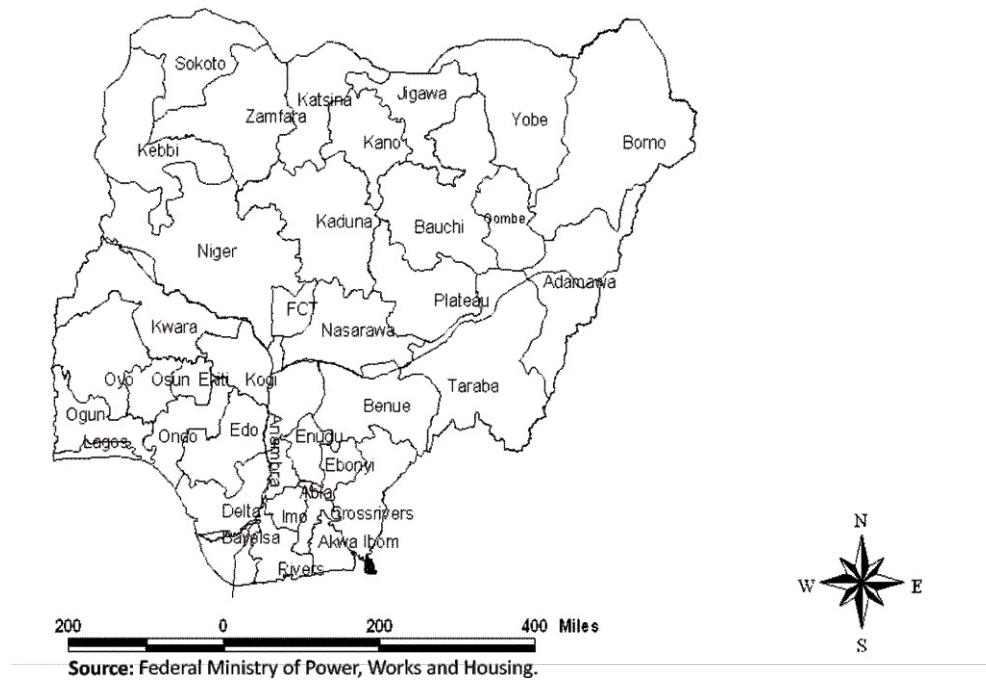 Sokoto
Katsina
Jigawa
Zamfara
Yobe
Kano
Borno
Kebbi
Kaduna
Bauchi
Gombe
Niger
Adamawa
Plateau
FCT
Kwara
Nasarawa
Oyo
Osun
Ekiti
Kogi
Taraba
Benue
Ogun
Lagos
Ondo
Edo
Anambra
Enugu
Ebonyi
Abia
Delta
Imo
Crossrivers
Bayelsa
Akwa Ibom
Rivers
N
W
E
S
200 0 200 400 Miles
Source: Federal Ministry of Power, Works and Housing.